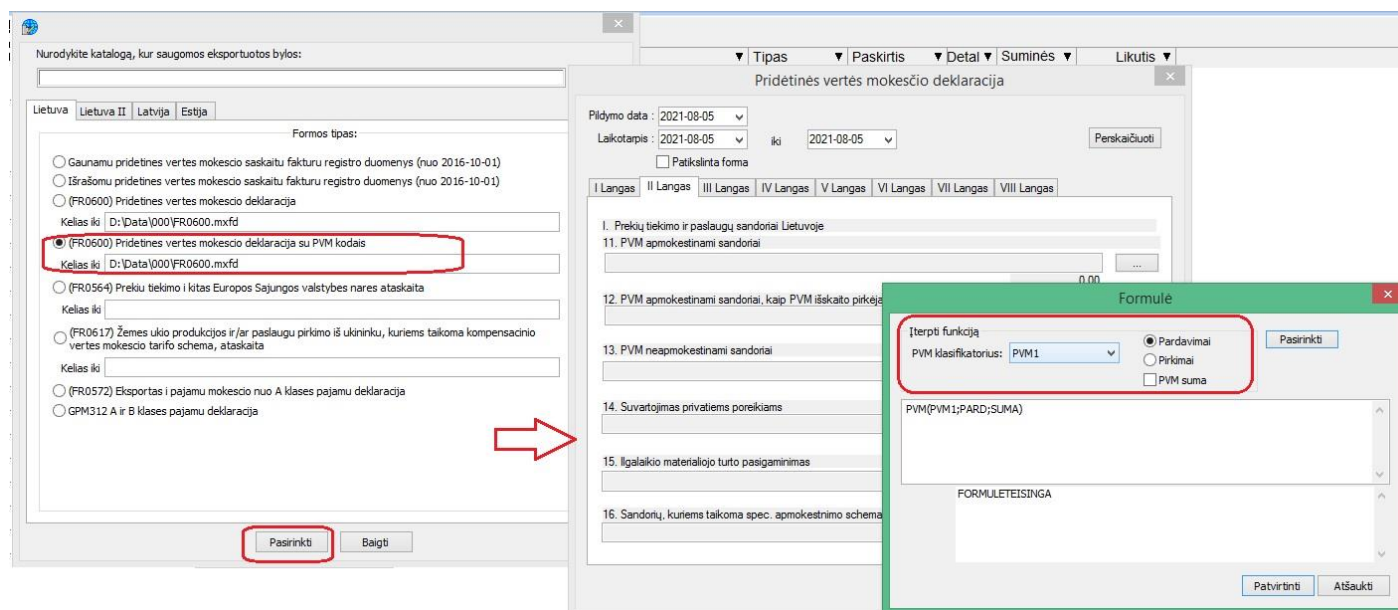 Nurodykite katalogą, kur saugomos eksportuotos bylos:
Lietuva Lietuva II Latvija Estija
Formos tipas:
Gaunamu pridetines vertes mokescio saskaitu fakturu registro duomenys (nuo 2016-10-01)
Išrašomu pridetines vertes mokescio saskaitu fakturu registro duomenys (nuo 2016-10-01)
(FR0600) Pridetines vertes mokescio deklaracija
Kelias iki D:\Data\000\FR0600.mxfd
(FR0600) Pridetines vertes mokescio deklaracija su PVM kodais
Kelias iki D:\Data\000\FR0600.mxfd
(FR0564) Prekiu tiekimo i kitas Europos Sajungos valstybes nares ataskaita
Kelias iki
(FR0617) Žemes ukio produkcijos ir/ar paslaugu pirkimo iš ukininku, kuriems taikoma kompensacinio
vertes mokescio tarifo schema, ataskaita
Kelias iki
(FR0572) Eksportas i pajamu mokescio nuo A klases pajamu deklaracija
GPM312 A ir B klases pajamu deklaracija
Pasirinkti Baigti
Tipas Paskirtis Detal Suminės Likutis
Pridėtinės vertės mokesčio deklaracija
Pildymo data : 2021-08-05
Laikotarpis : 2021-08-05 iki 2021-08-05 Perskaičiuoti
Patikslinta forma
I Langas II Langas III Langas IV Langas V Langas VI Langas VII Langas VIII Langas
I. Prekių tiekimo ir paslaugų sandoriai Lietuvoje
11. PVM apmokestinami sandoriai
...
0.00
12. PVM apmokestinami sandoriai, kaip PVM išskaito pirkėja
13. PVM neapmokestinami sandoriai
14. Suvartojimas privatiems poreikiams
15. Ilgalaikio materialiojo turto pasigaminimas
16. Sandorių, kuriems taikoma spec. apmokestnimo schema
Formulė
Įterpti funkciją
PVM klasifikatorius: PVM1
Pardavimai
Pirkimai
PVM suma
Pasirinkti
PVM(PVM1;PARD;SUMA)
FORMULETEISINGA
Patvirtinti Atšaukti